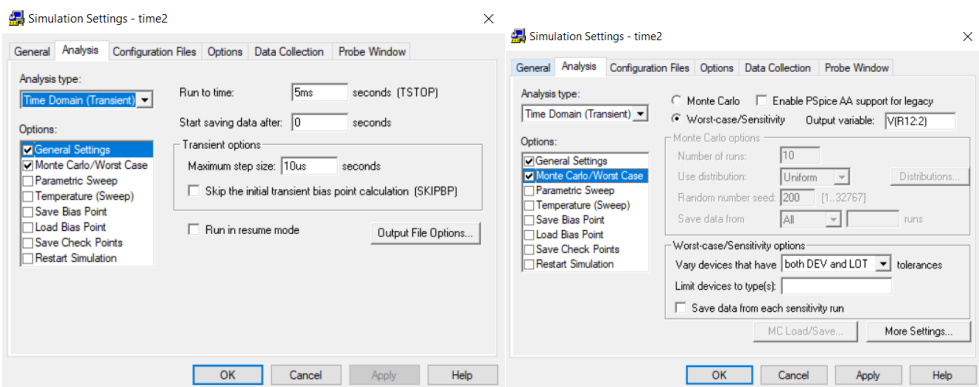 Simulation Settings - time2
General Analysis Configuration Files Options Data Collection Probe Window
Analysis type:
Time Domain (Transient)
Options:
General Settings
Monte Carlo/Worst Case
Parametric Sweep
Temperature (Sweep)
Save Bias Point
Load Bias Point
Save Check Points
Restart Simulation
Run to time: 5ms seconds (TSTOP)
Start saving data after: 0 seconds
Transient options
Maximum step size: 10us seconds
Skip the initial transient bias point calculation (SKIPBP)
Run in resume mode
Output File Options...
OK Cancel Apply Help
Simulation Settings - time2
General Analysis Configuration Files Options Data Collection Probe Window
Analysis type:
Time Domain (Transient)
Options:
General Settings
Monte Carlo/Worst Case
Parametric Sweep
Temperature (Sweep)
Save Bias Point
Load Bias Point
Save Check Points
Restart Simulation
Monte Carlo Enable PSpice AA support for legacy
Worst-case/Sensitivity Output variable: V(R12:2)
Monte Carlo options
Number of runs: 10
Use distribution: Uniform Distributions...
Random number seed: 200 [1..32767]
Save data from All runs
Worst-case/Sensitivity options
Vary devices that have both DEV and LOT tolerances
Limit devices to type(s):
Save data from each sensitivity run
MC Load/Save... More Settings...
OK Cancel Apply Help